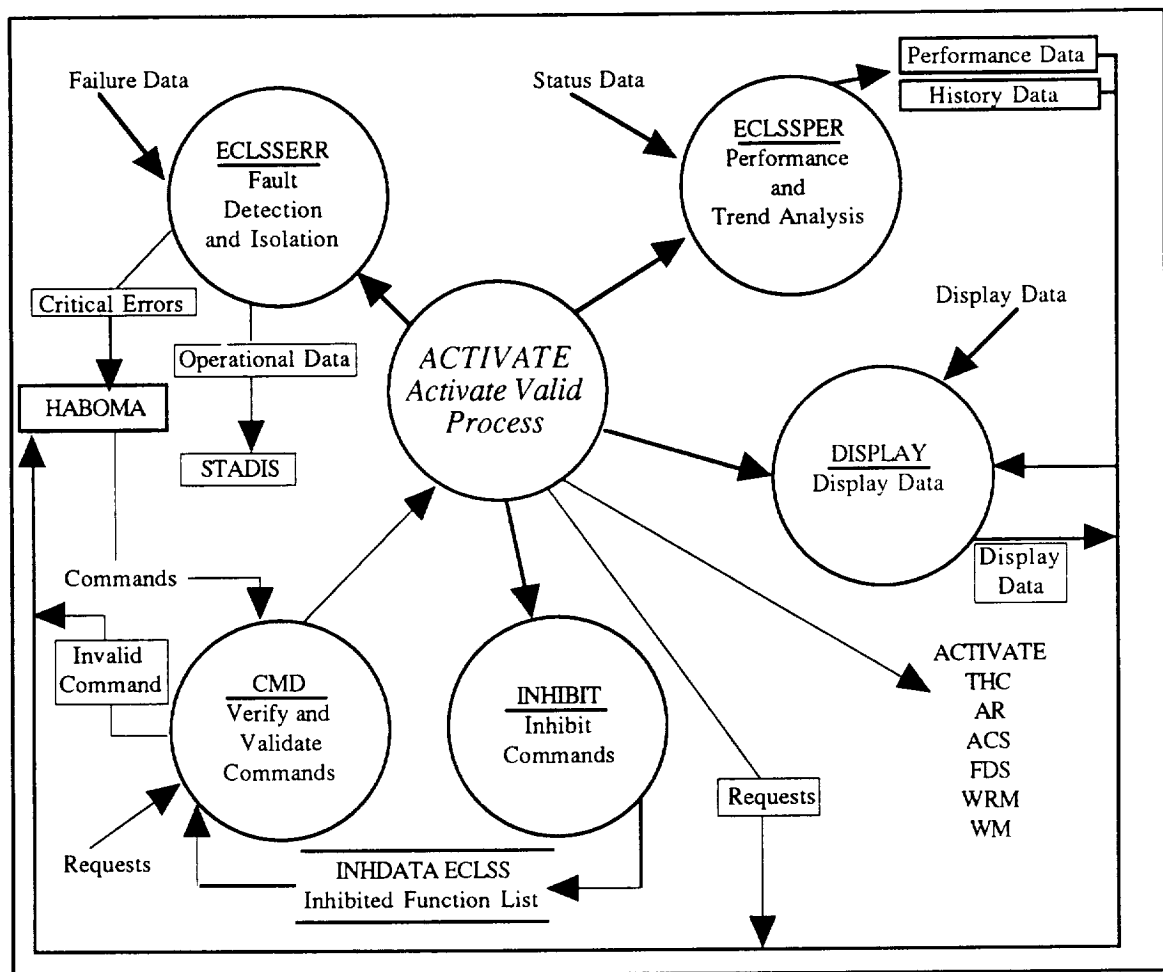 Failure Data
Status Data
Performance Data
History Data
ECLSSERR
Fault
Detection
and Isolation
ECLSSPER
Performance
and
Trend Analysis
Critical Errors
Operational Data
Display Data
HABOMA
STADIS
ACTIVATE
Activate Valid
Process
DISPLAY
Display Data
Display
Data
Commands
Invalid
Command
CMD
Verify and
Validate
Commands
INHIBIT
Inhibit
Commands
ACTIVATE
THC
AR
ACS
FDS
WRM
WM
Requests
Requests
INHDATA ECLSS
Inhibited Function List